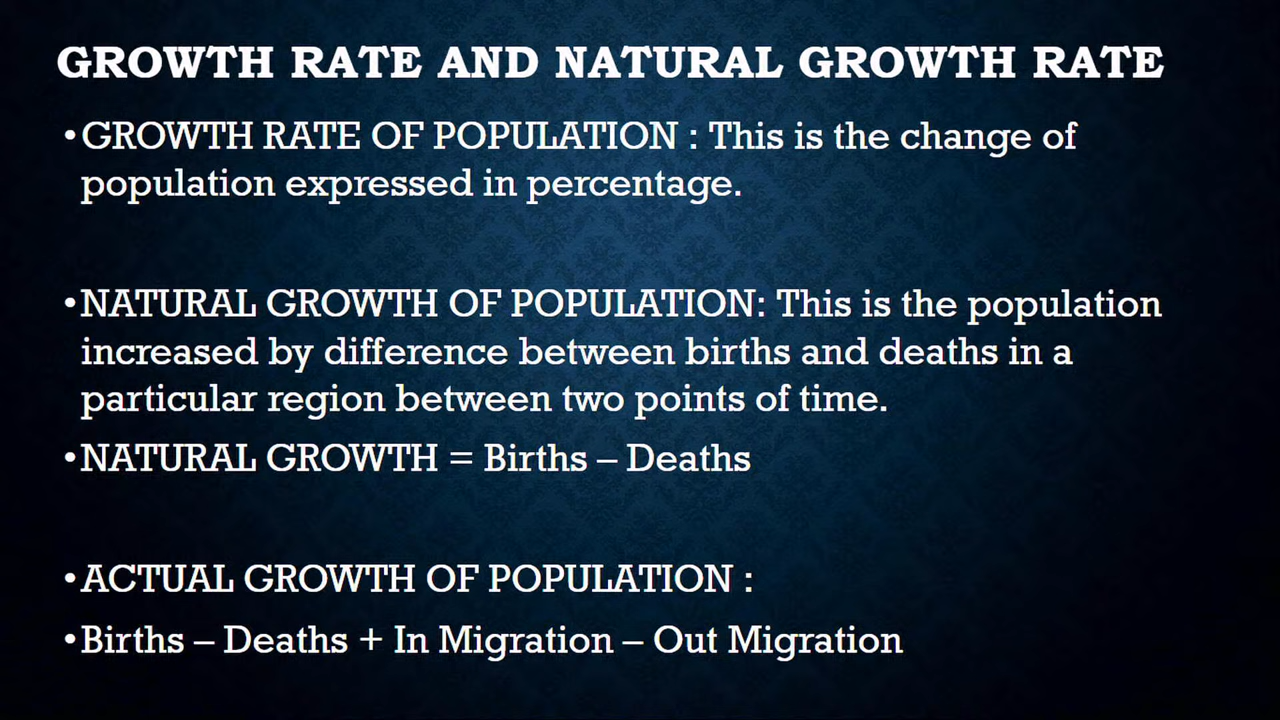 GROWTH RATE AND NATURAL GROWTH RATE
•GROWTH RATE OF POPULATION : This is the change of
population expressed in percentage.
•NATURAL GROWTH OF POPULATION: This is the population
increased by difference between births and deaths in a
particular region between two points of time.
•NATURAL GROWTH = Births – Deaths
•ACTUAL GROWTH OF POPULATION :
•Births – Deaths + In Migration – Out Migration